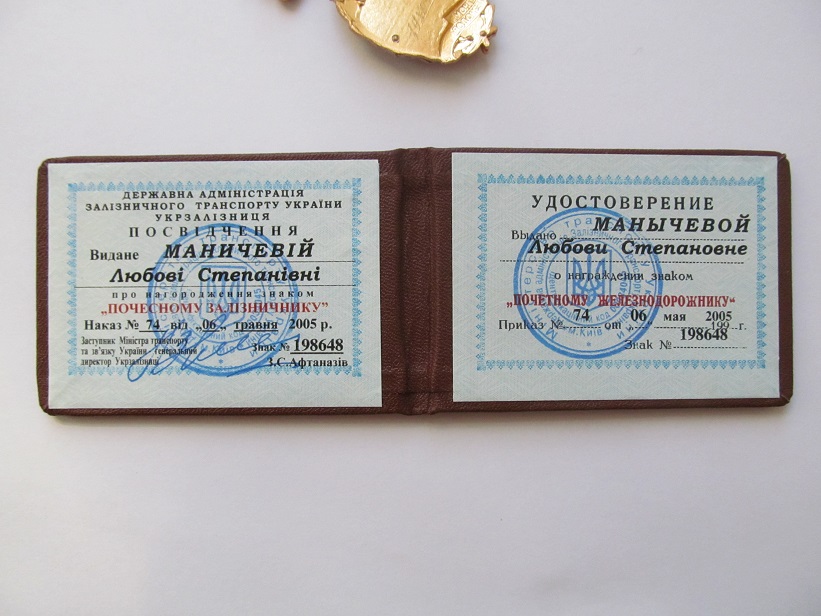 ДЕРЖАВНА АДМІНІСТРАЦІЯ
ЗАЛІЗНИЧНОГО ТРАНСПОРТУ УКРАЇНИ
УКРЗАЛІЗНИЦЯ
ПОСВІДЧЕННЯ
Видане МАНИЧЕВІЙ
Любові Степанівні
про нагородження знаком
„ПОЧЕСНОМУ ЗАЛІЗНИЧНИКУ"
Наказ № 74 від „06„ травня 2005 р.
Заступник Міністра транспорту
та зв'язку України генеральний
директор Укрзалізниці
Знак № 198648
З.С.Афтаназів
УДОСТОВЕРЕНИЕ
Выдано МАНЫЧЕВОЙ
Любови Степановне
о награждении знаком
„ПОЧЕТНОМУ ЖЕЛЕЗНОДОРОЖНИКУ“
Приказ № 74 от 06 мая 2005 199 г.
Знак № 198648